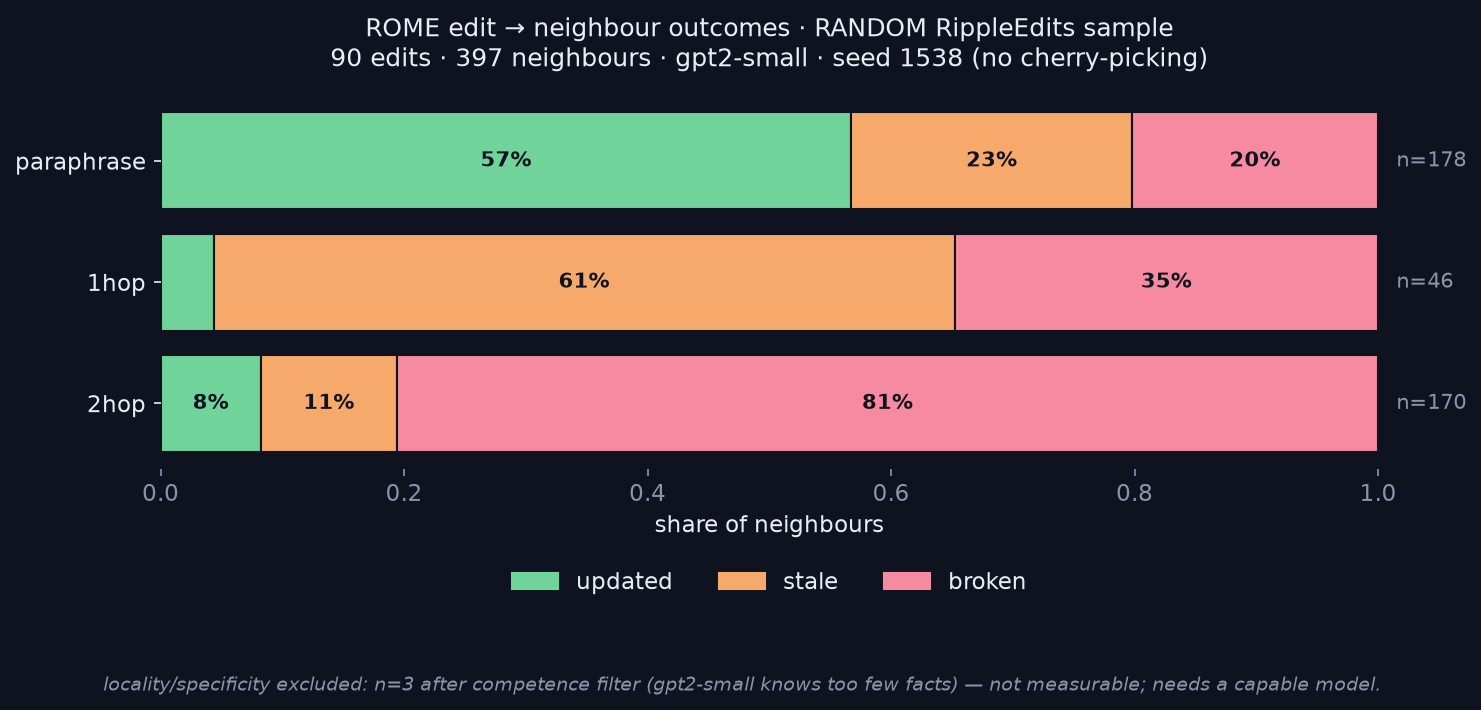 ROME edit → neighbour outcomes · RANDOM RippleEdits sample
90 edits · 397 neighbours · gpt2-small · seed 1538 (no cherry-picking)
paraphrase 57% 23% 20% n=178
1hop 61% 35% n=46
2hop 8% 11% 81% n=170
0.0 0.2 0.4 0.6 0.8 1.0
share of neighbours
updated stale broken
locality/specificity excluded: n=3 after competence filter (gpt2-small knows too few facts) — not measurable; needs a capable model.